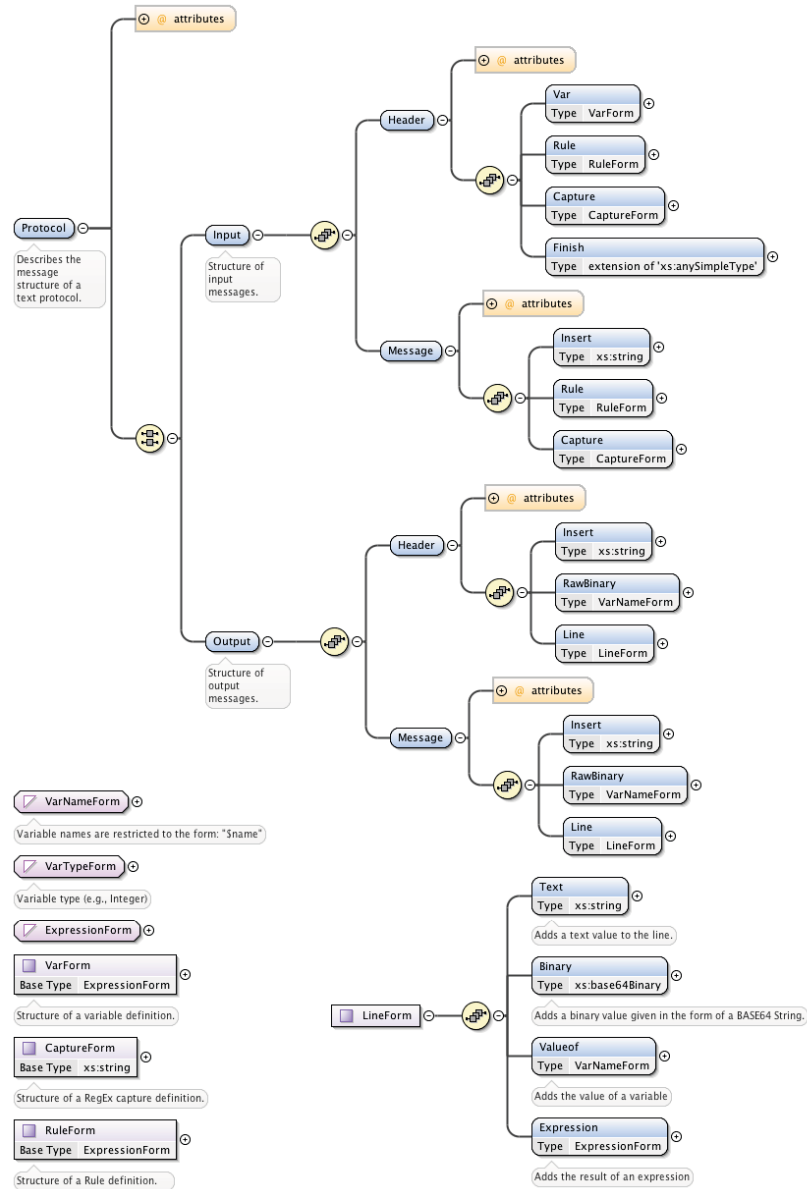 @ attributes
@ attributes
Var
Type VarForm
Header
Rule
Type RuleForm
Capture
Type CaptureForm
Protocol
Describes the
message
structure of a
text protocol.
Input
Structure of
input
messages.
Finish
Type extension of 'xs:anySimpleType'
@ attributes
Message
Insert
Type xs:string
Rule
Type RuleForm
Capture
Type CaptureForm
@ attributes
Header
Insert
Type xs:string
RawBinary
Type VarNameForm
Line
Type LineForm
Output
Structure of
output
messages.
@ attributes
Message
Insert
Type xs:string
RawBinary
Type VarNameForm
Line
Type LineForm
VarNameForm
Variable names are restricted to the form: "$name"
VarTypeForm
Variable type (e.g., Integer)
ExpressionForm
VarForm
Base Type ExpressionForm
Structure of a variable definition.
CaptureForm
Base Type xs:string
Structure of a RegEx capture definition.
RuleForm
Base Type ExpressionForm
Structure of a Rule definition.
LineForm
Text
Type xs:string
Adds a text value to the line.
Binary
Type xs:base64Binary
Adds a binary value given in the form of a BASE64 String.
Valueof
Type VarNameForm
Adds the value of a variable
Expression
Type ExpressionForm
Adds the result of an expression